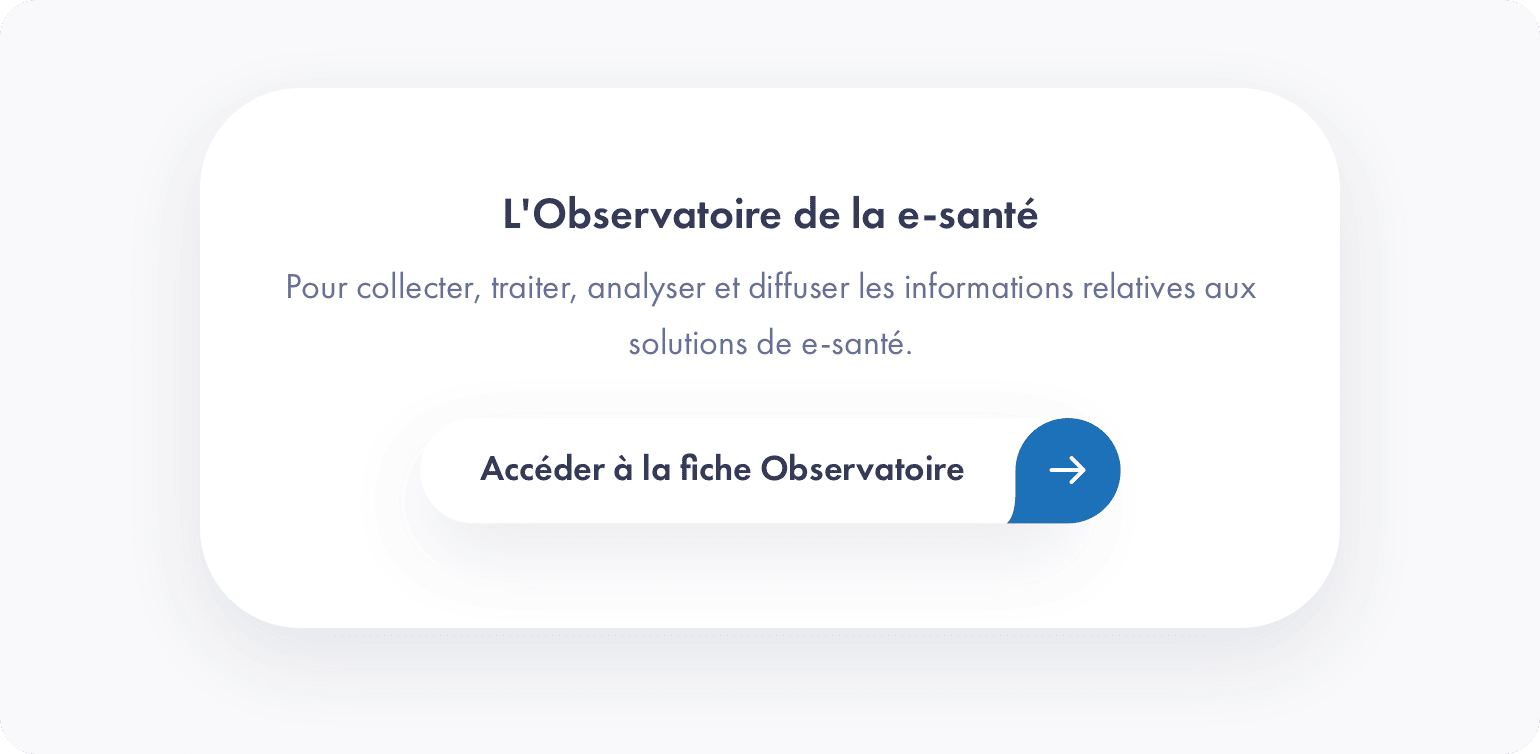 L'Observatoire de la e-santé
Pour collecter, traiter, analyser et diffuser les informations relatives aux
solutions de e-santé.
Accéder à la fiche Observatoire